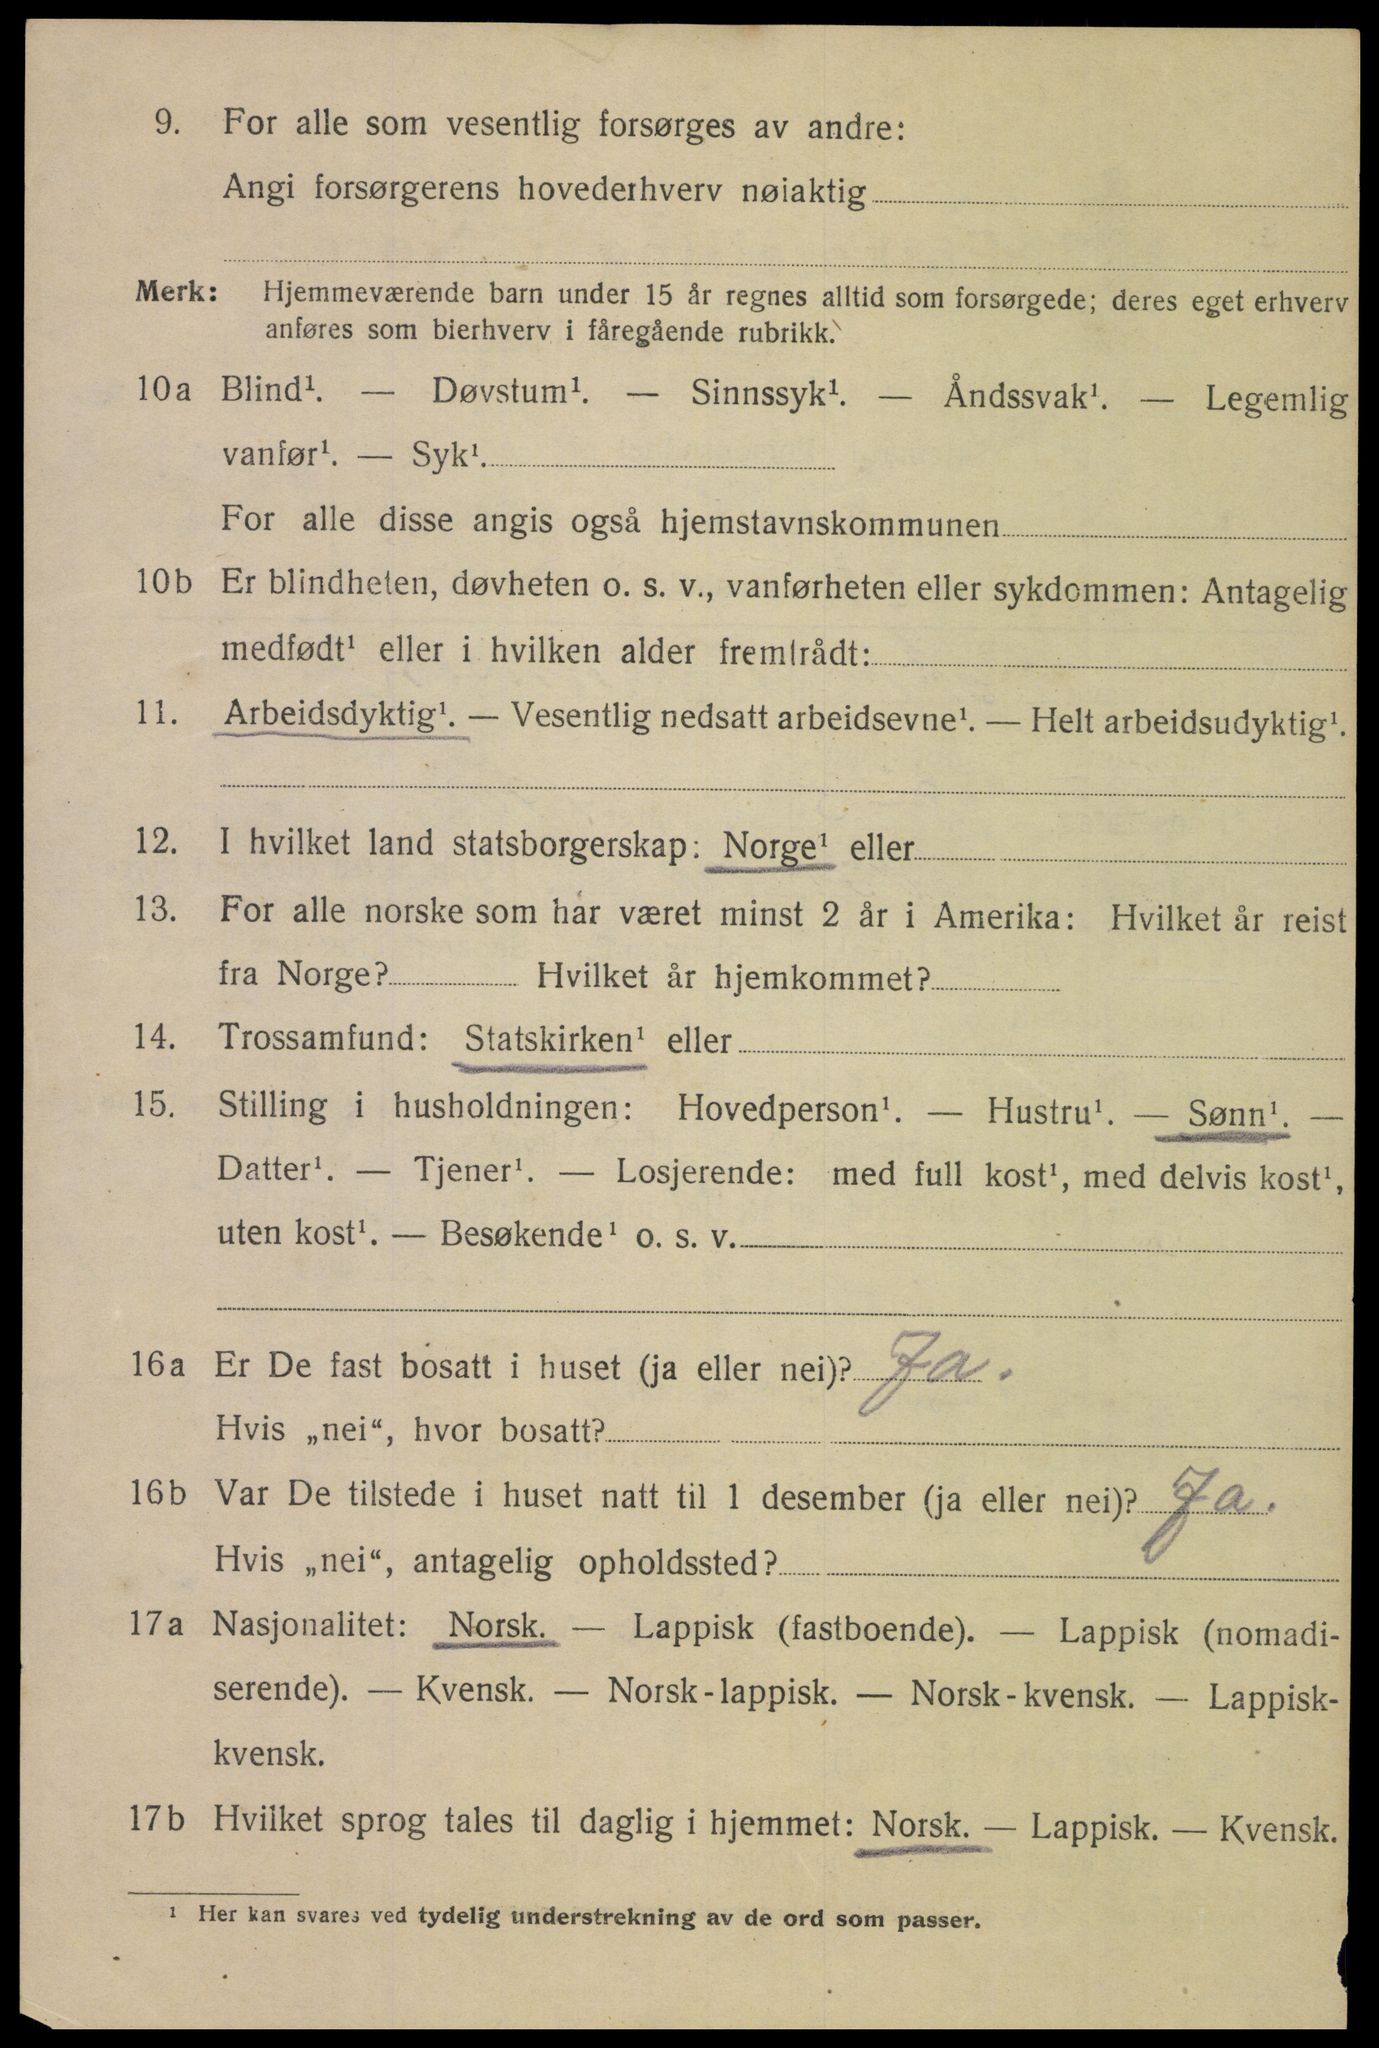 9. For alle som vesentlig forsørges av andre:
Angi forsørgerens hovederhverv nøiaktig
Merk: Hjemmeværende barn under 15 år regnes alltid som forsørgede; deres eget erhverv
anføres som bierhverv i fåregående rubrikk.
10a Blind¹. — Døvstum¹. — Sinnssyk¹. — Åndssvak¹. — Legemlig
vanfør¹. — Syk¹.
For alle disse angis også hjemstavnskommunen
10b Er blindheten, døvheten o. s. v., vanførheten eller sykdommen: Antagelig
medfødt¹ eller i hvilken alder fremtrådt:
11. Arbeidsdyktig¹. — Vesentlig nedsatt arbeidsevne¹. — Helt arbeidsudyktig¹.
12. I hvilket land statsborgerskap: Norge¹ eller
13. For alle norske som har været minst 2 år i Amerika: Hvilket år reist
fra Norge? Hvilket år hjemkommet?
14. Trossamfund: Statskirken¹ eller
15. Stilling i husholdningen: Hovedperson¹. — Hustru¹. — Sønn¹. —
Datter¹. — Tjener¹. — Losjerende: med full kost¹, med delvis kost¹,
uten kost¹. — Besøkende¹ o. s. v.
16a Er De fast bosatt i huset (ja eller nei)? Ja.
Hvis „nei“, hvor bosatt?
16b Var De tilstede i huset natt til 1 desember (ja eller nei)? Ja.
Hvis „nei“, antagelig opholdssted?
17a Nasjonalitet: Norsk. — Lappisk (fastboende). — Lappisk (nomadi-
serende). — Kvensk. — Norsk-lappisk. — Norsk-kvensk. — Lappisk-
kvensk.
17b Hvilket sprog tales til daglig i hjemmet: Norsk. — Lappisk. — Kvensk.
¹ Her kan svares ved tydelig understrekning av de ord som passer.